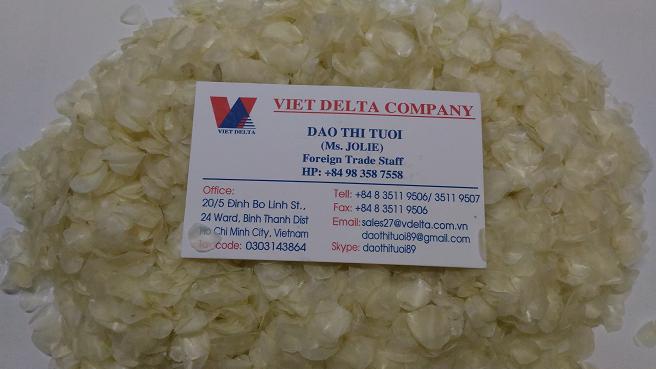 VIET DELTA
VIET DELTA COMPANY
DAO THI TUOI
(Ms. JOLIE)
Foreign Trade Staff
HP: +84 98 358 7558
Office:
20/5 Đinh Bo Linh St.,
24 Ward, Binh Thanh Dist
Ho Chi Minh City, Vietnam
code: 0303143864
Tell: +84 8 3511 9506/ 3511 9507
Fax: +84 8 3511 9506
Email: sales27@vdelta.com.vn
daothituoi89@gmail.com
Skype: daothituoi89